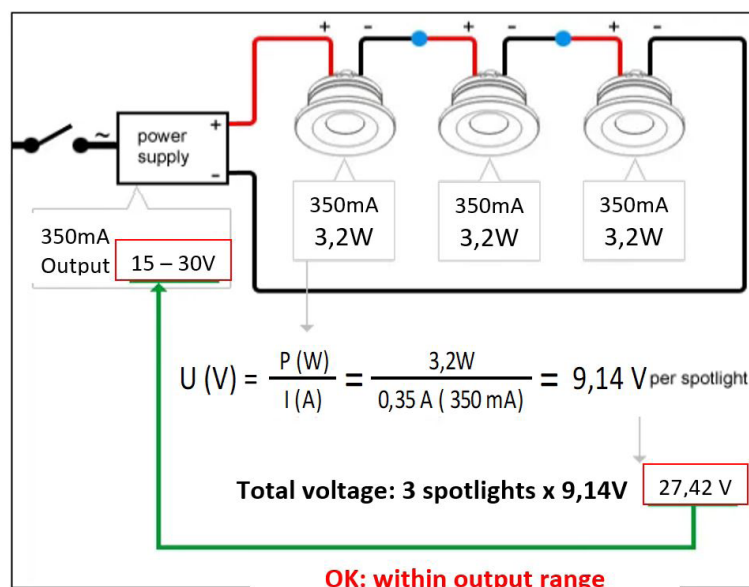 + - + - + -
~ power + 
supply
-
350mA
3,2W
350mA
3,2W
350mA
3,2W
350mA
Output 15 – 30V
U (V) = P (W) / I (A) = 3,2W / 0,35 A ( 350 mA) = 9,14 V per spotlight
Total voltage: 3 spotlights x 9,14V 27,42 V
OK: within output range